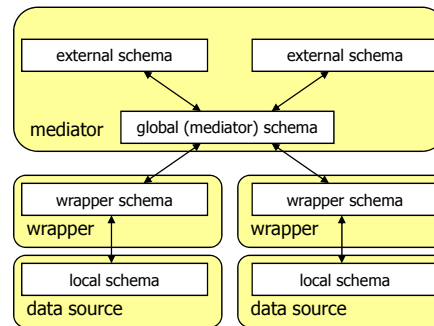 external schema
external schema
mediator
global (mediator) schema
wrapper schema
wrapper schema
wrapper
wrapper
local schema
local schema
data source
data source